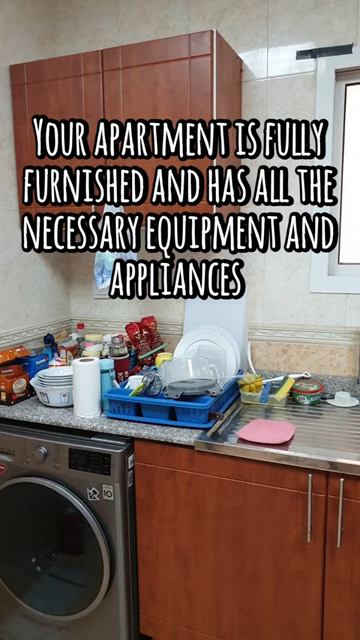 Your apartment is fully
furnished and has all the
necessary equipment and
appliances